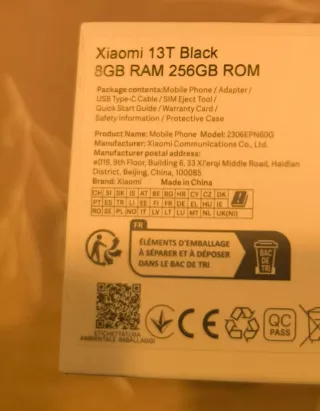 Xiaomi 13T Black
8GB RAM 256GB ROM
Package contents:Mobile Phone / Adapter /
USB Type-C Cable / SIM Eject Tool /
Quick Start Guide / Warranty Card /
Safety Information / Protective Case
Product Name: Mobile Phone Model: 2306EPN60G
Manufacturer: Xiaomi Communications Co., Ltd.
Manufacturer postal address:
#019, 9th Floor, Building 6, 33 Xi'erqi Middle Road, Haidian
District, Beijing, China, 100085
Brand: Xiaomi Made in China
CH SI SK IS AT BE BG HR CY CZ DK
PT ES TR LI EE FI FR DE EL HU IE
RO SE PL NO IT LV LT LU MT NL UK(NI)
FR
ÉLÉMENTS D'EMBALLAGE
À SÉPARER ET À DÉPOSER
DANS LE BAC DE TRI
BAC
DE
TRI
ETICHETTATURA
AMBIENTALE IMBALLAGGI
CE
QC
PASS